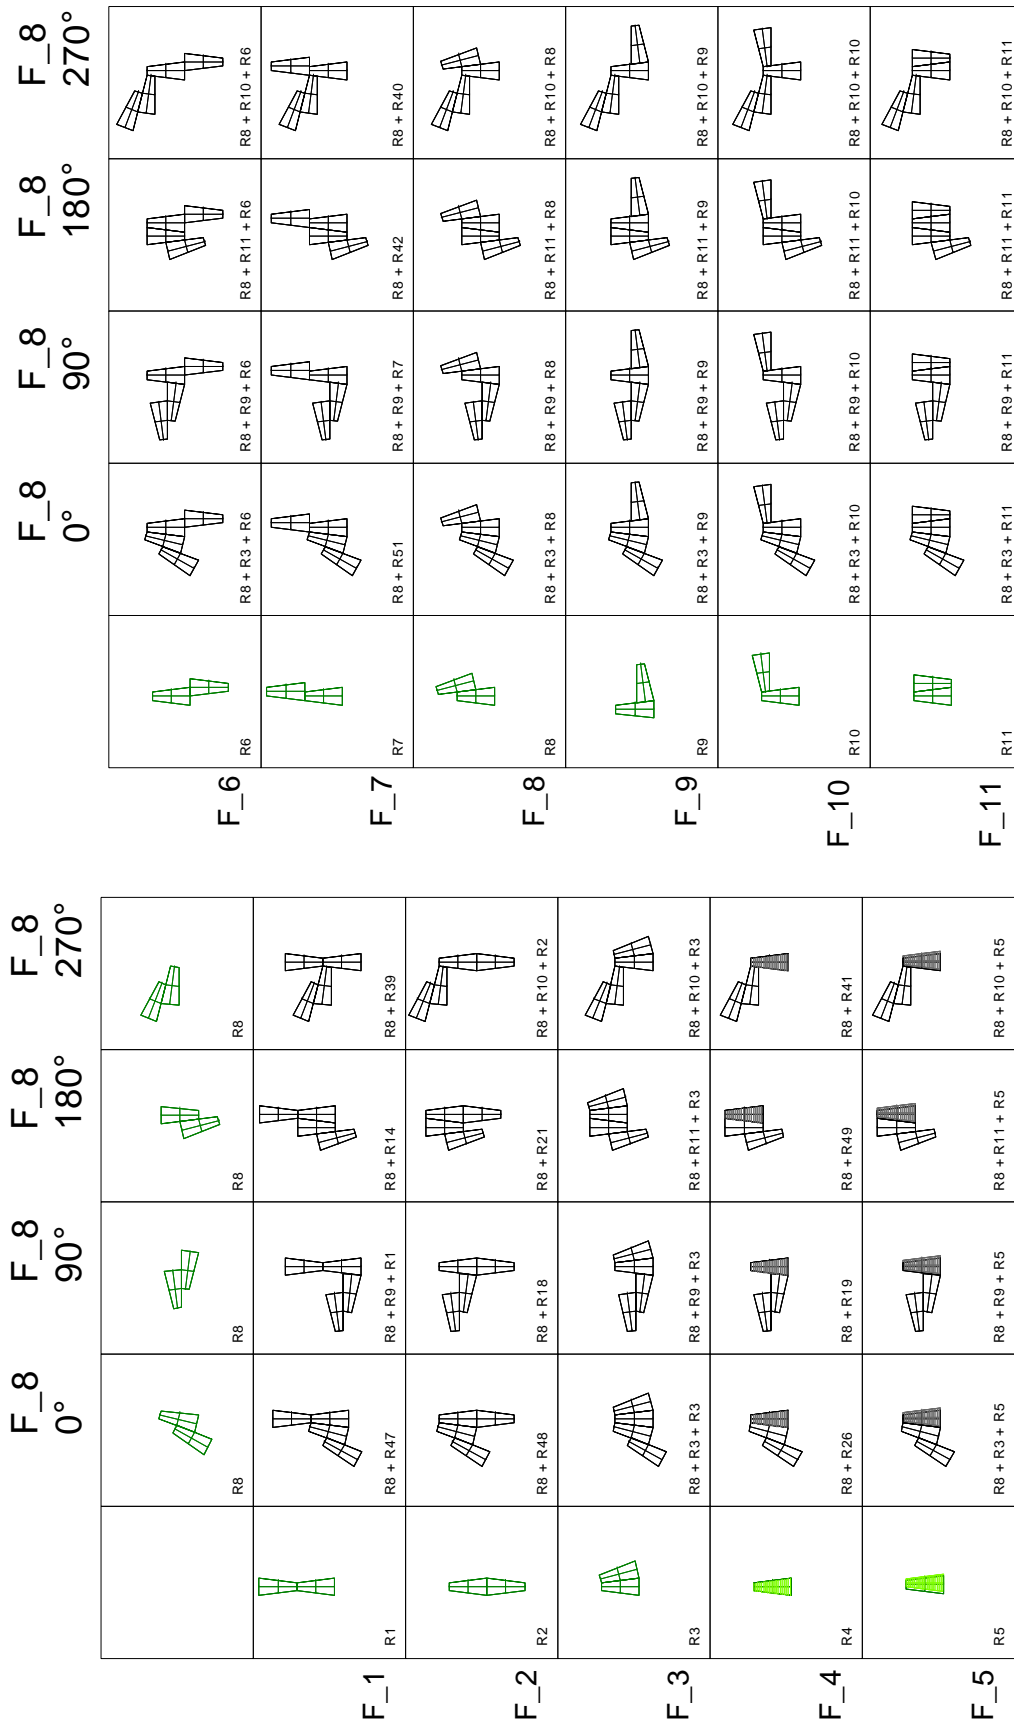 F_8 0°
F_8 90°
F_8 180°
F_8 270°
R8
R8
R8
R8
F_1
R1
R8 + R47
R8 + R9 + R1
R8 + R14
R8 + R39
F_2
R2
R8 + R48
R8 + R18
R8 + R21
R8 + R10 + R2
F_3
R3
R8 + R3 + R3
R8 + R9 + R3
R8 + R11 + R3
R8 + R10 + R3
F_4
R4
R8 + R26
R8 + R19
R8 + R49
R8 + R41
F_5
R5
R8 + R3 + R5
R8 + R9 + R5
R8 + R11 + R5
R8 + R10 + R5
F_8 0°
F_8 90°
F_8 180°
F_8 270°
F_6
R6
R8 + R3 + R6
R8 + R9 + R6
R8 + R11 + R6
R8 + R10 + R6
F_7
R7
R8 + R51
R8 + R9 + R7
R8 + R42
R8 + R40
F_8
R8
R8 + R3 + R8
R8 + R9 + R8
R8 + R11 + R8
R8 + R10 + R8
F_9
R9
R8 + R3 + R9
R8 + R9 + R9
R8 + R11 + R9
R8 + R10 + R9
F_10
R10
R8 + R3 + R10
R8 + R9 + R10
R8 + R11 + R10
R8 + R10 + R10
F_11
R11
R8 + R3 + R11
R8 + R9 + R11
R8 + R11 + R11
R8 + R10 + R11